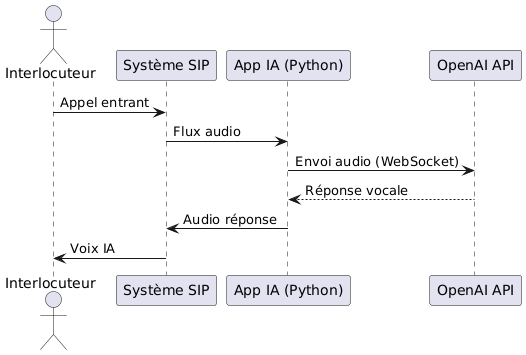 Interlocuteur
Système SIP
App IA (Python)
OpenAI API
Appel entrant
Flux audio
Envoi audio (WebSocket)
Réponse vocale
Audio réponse
Voix IA
Interlocuteur
Système SIP
App IA (Python)
OpenAI API